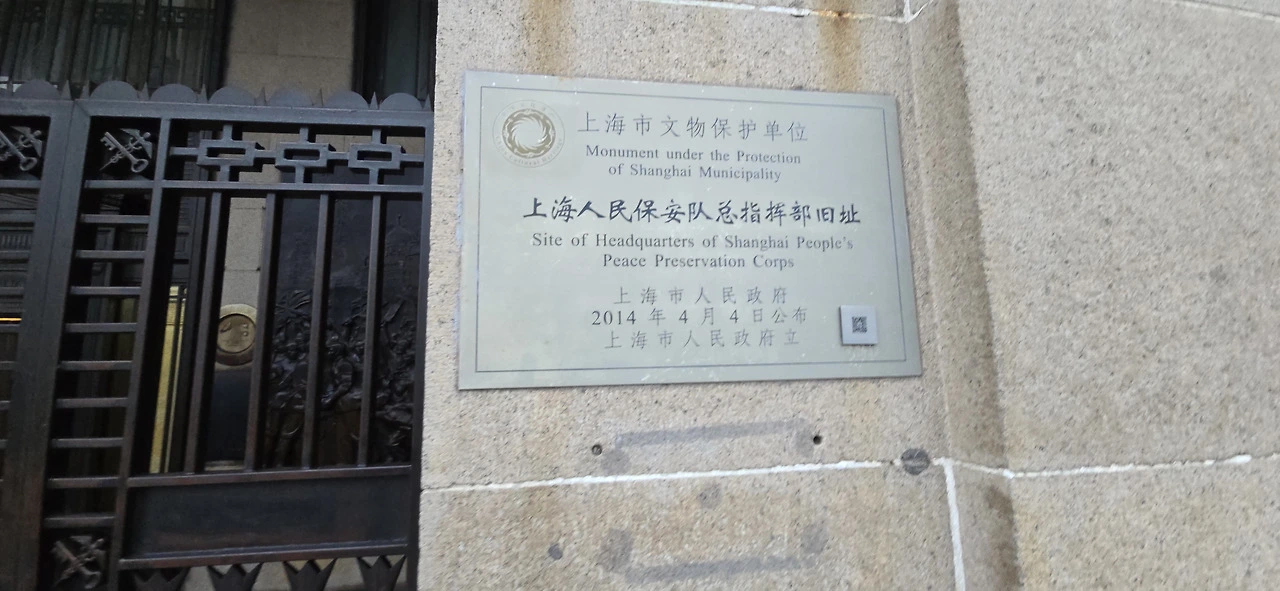 上海市文物保护单位
Monument under the Protection
of Shanghai Municipality
上海人民保安队总指挥部旧址
Site of Headquarters of Shanghai People's
Peace Preservation Corps
上海市人民政府
2014 年 4 月 4 日公布
上海市人民政府立